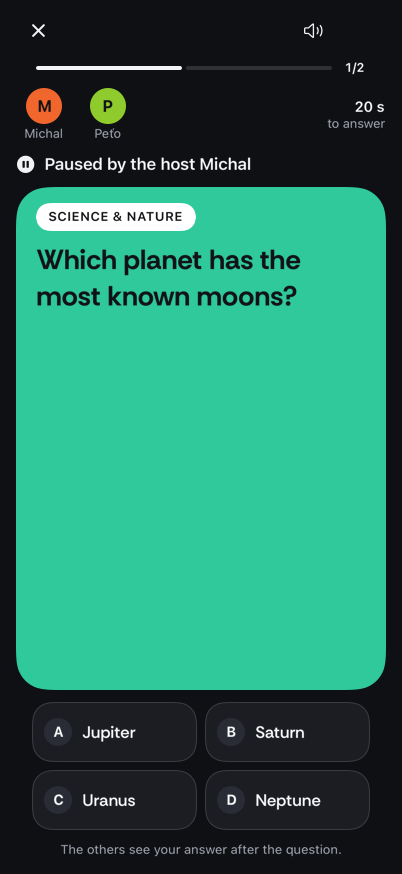 1/2
M
P
Michal
Peťo
20 s
to answer
Paused by the host Michal
SCIENCE & NATURE
Which planet has the
most known moons?
A Jupiter
B Saturn
C Uranus
D Neptune
The others see your answer after the question.